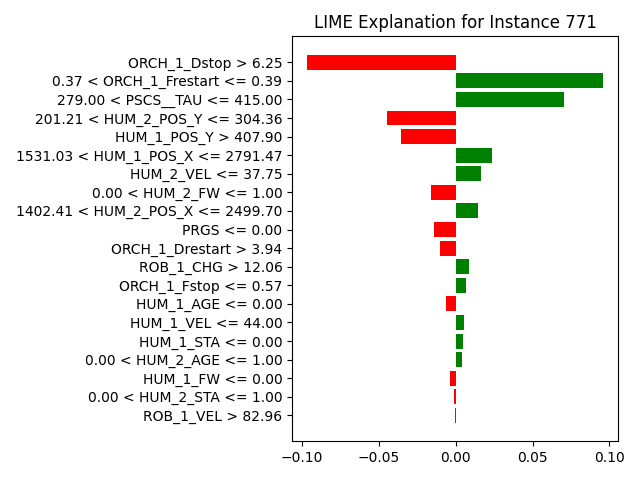 LIME Explanation for Instance 771
ORCH_1_Dstop > 6.25
0.37 < ORCH_1_Frestart <= 0.39
279.00 < PSCS__TAU <= 415.00
201.21 < HUM_2_POS_Y <= 304.36
HUM_1_POS_Y > 407.90
1531.03 < HUM_1_POS_X <= 2791.47
HUM_2_VEL <= 37.75
0.00 < HUM_2_FW <= 1.00
1402.41 < HUM_2_POS_X <= 2499.70
PRGS <= 0.00
ORCH_1_Drestart > 3.94
ROB_1_CHG > 12.06
ORCH_1_Fstop <= 0.57
HUM_1_AGE <= 0.00
HUM_1_VEL <= 44.00
HUM_1_STA <= 0.00
0.00 < HUM_2_AGE <= 1.00
HUM_1_FW <= 0.00
0.00 < HUM_2_STA <= 1.00
ROB_1_VEL > 82.96
−0.10 −0.05 0.00 0.05 0.10